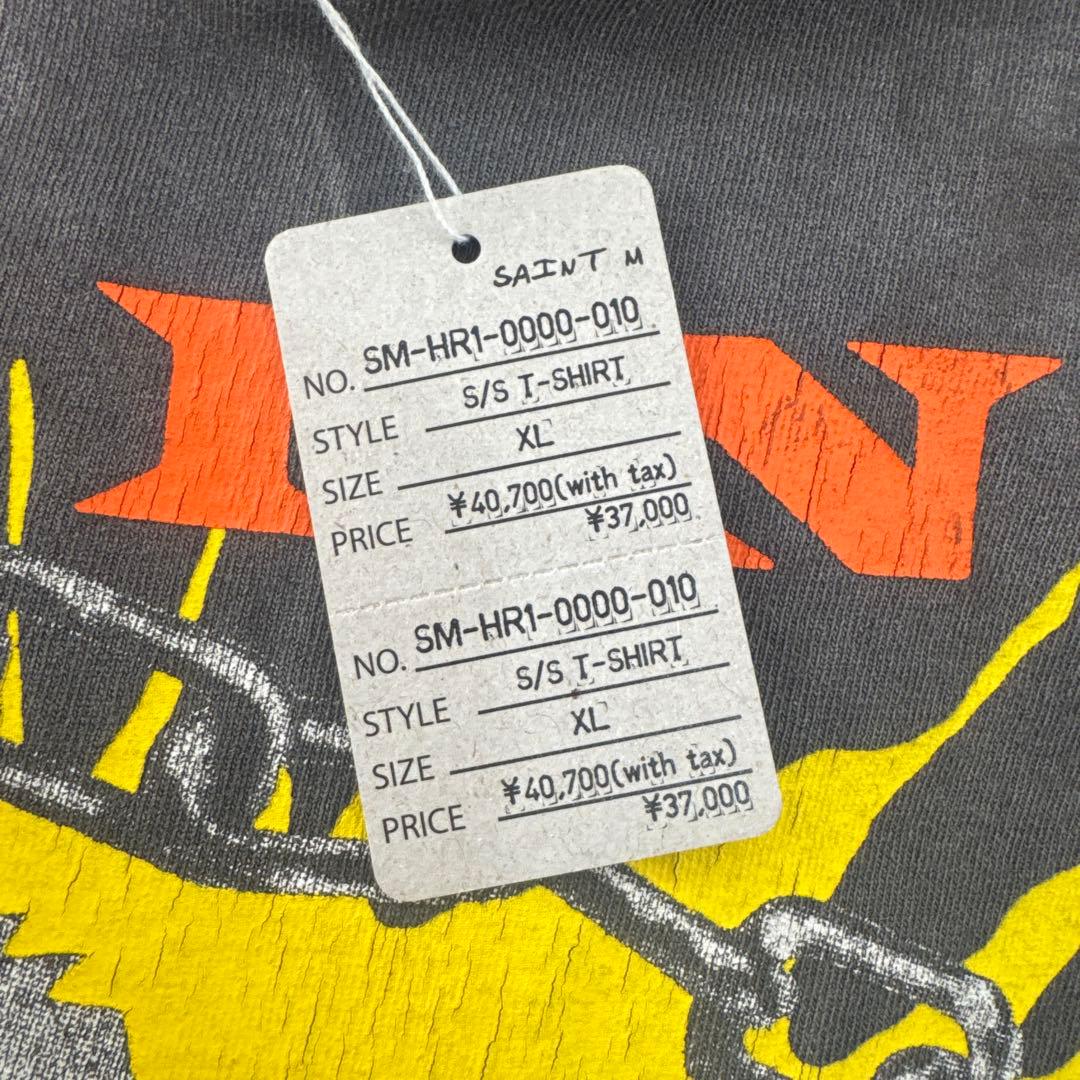 SAINT M
NO. SM-HR1-0000-010
STYLE S/S T-SHIRT
SIZE XL
PRICE ¥40,700(with tax)
¥37,000
NO. SM-HR1-0000-010
STYLE S/S T-SHIRT
SIZE XL
PRICE ¥40,700(with tax)
¥37,000